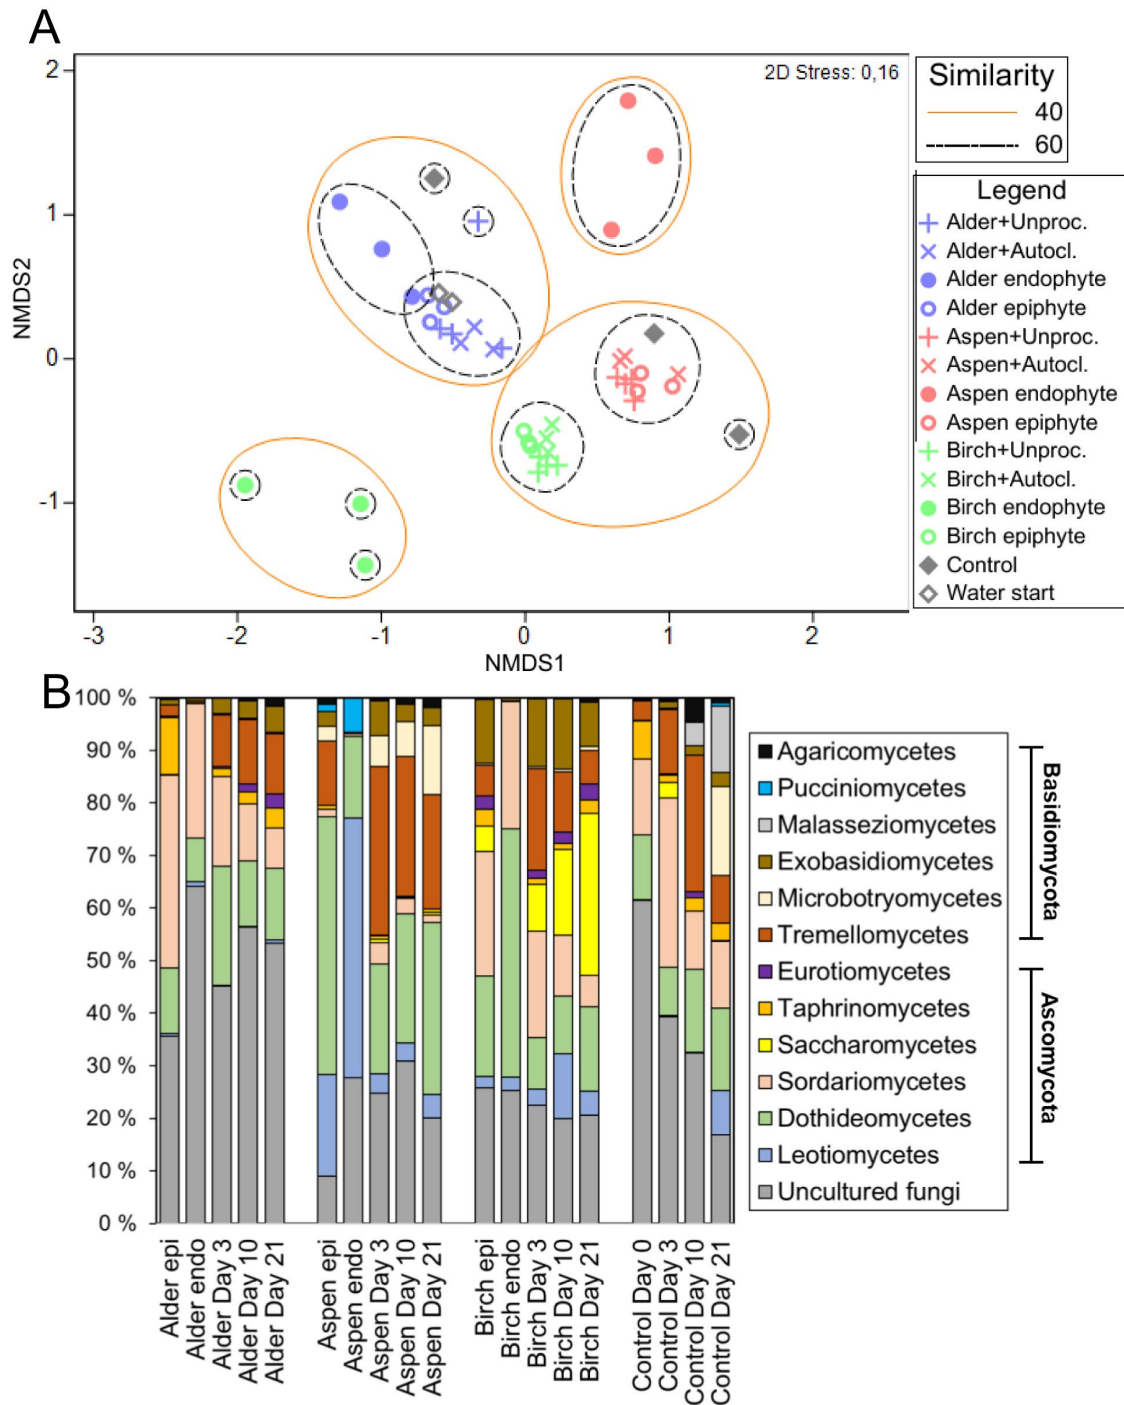 A
2D Stress: 0,16
2
1
0
-1
NMDS2
-3
-2
-1
0
1
2
NMDS1
Similarity
40
60
Legend
Alder+Unproc.
Alder+Autocl.
Alder endophyte
Alder epiphyte
Aspen+Unproc.
Aspen+Autocl.
Aspen endophyte
Aspen epiphyte
Birch+Unproc.
Birch+Autocl.
Birch endophyte
Birch epiphyte
Control
Water start
B
100 %
90 %
80 %
70 %
60 %
50 %
40 %
30 %
20 %
10 %
0 %
Alder epi
Alder endo
Alder Day 3
Alder Day 10
Alder Day 21
Aspen epi
Aspen endo
Aspen Day 3
Aspen Day 10
Aspen Day 21
Birch epi
Birch endo
Birch Day 3
Birch Day 10
Birch Day 21
Control Day 0
Control Day 3
Control Day 10
Control Day 21
Agaricomycetes
Pucciniomycetes
Malasseziomycetes
Exobasidiomycetes
Microbotryomycetes
Tremellomycetes
Eurotiomycetes
Taphrinomycetes
Saccharomycetes
Sordariomycetes
Dothideomycetes
Leotiomycetes
Uncultured fungi
Basidiomycota
Ascomycota